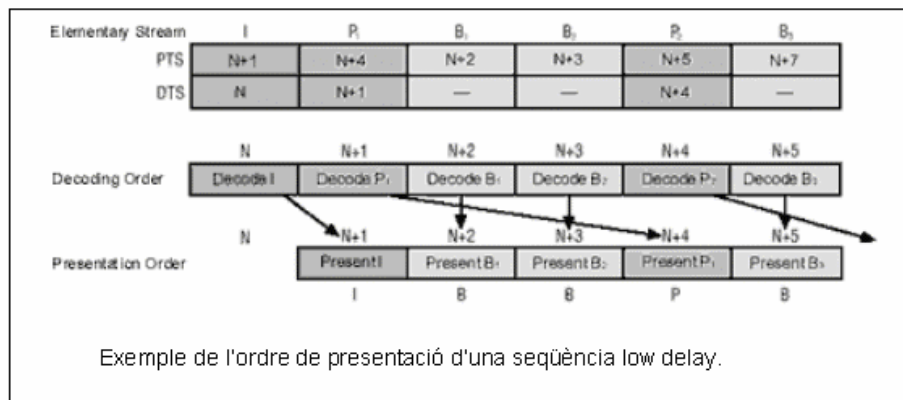 Elementary Stream I P₁ B₁ B₂ P₂ B₃
PTS N+1 N+4 N+2 N+3 N+5 N+7
DTS N N+1 — — N+4 —
N N+1 N+2 N+3 N+4 N+5
Decoding Order Decode I Decode P₁ Decode B₁ Decode B₂ Decode P₂ Decode B₃
N N+1 N+2 N+3 N+4 N+5
Presentation Order Present I Present B₁ Present B₂ Present P₁ Present B₃
I B B P B
Exemple de l'ordre de presentació d'una seqüència low delay.